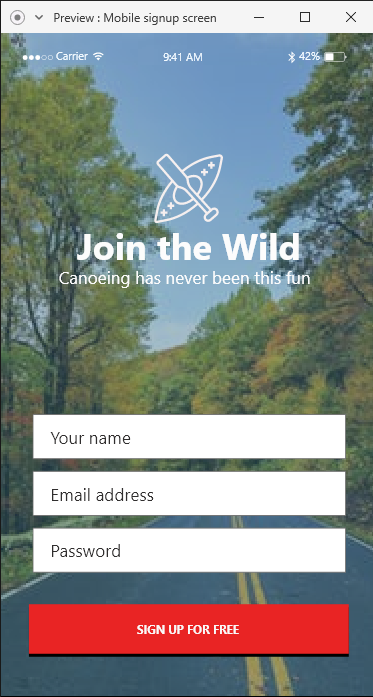 Preview : Mobile signup screen
Carrier 9:41 AM 42%
Join the Wild
Canoeing has never been this fun
Your name
Email address
Password
SIGN UP FOR FREE